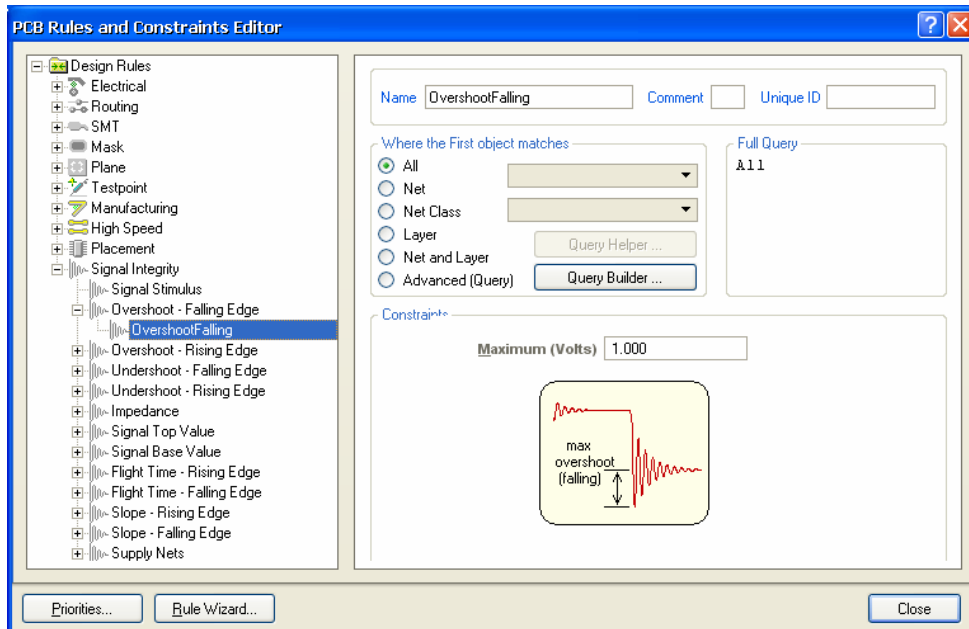 PCB Rules and Constraints Editor
Design Rules
Electrical
Routing
SMT
Mask
Plane
Testpoint
Manufacturing
High Speed
Placement
Signal Integrity
Signal Stimulus
Overshoot - Falling Edge
OvershootFalling
Overshoot - Rising Edge
Undershoot - Falling Edge
Undershoot - Rising Edge
Impedance
Signal Top Value
Signal Base Value
Flight Time - Rising Edge
Flight Time - Falling Edge
Slope - Rising Edge
Slope - Falling Edge
Supply Nets
Name OvershootFalling Comment Unique ID
Where the First object matches
All
Net
Net Class
Layer
Net and Layer
Advanced (Query)
Query Helper ...
Query Builder ...
Full Query
All
Constraints
Maximum (Volts) 1.000
max
overshoot
(falling)
Priorities... Rule Wizard... Close